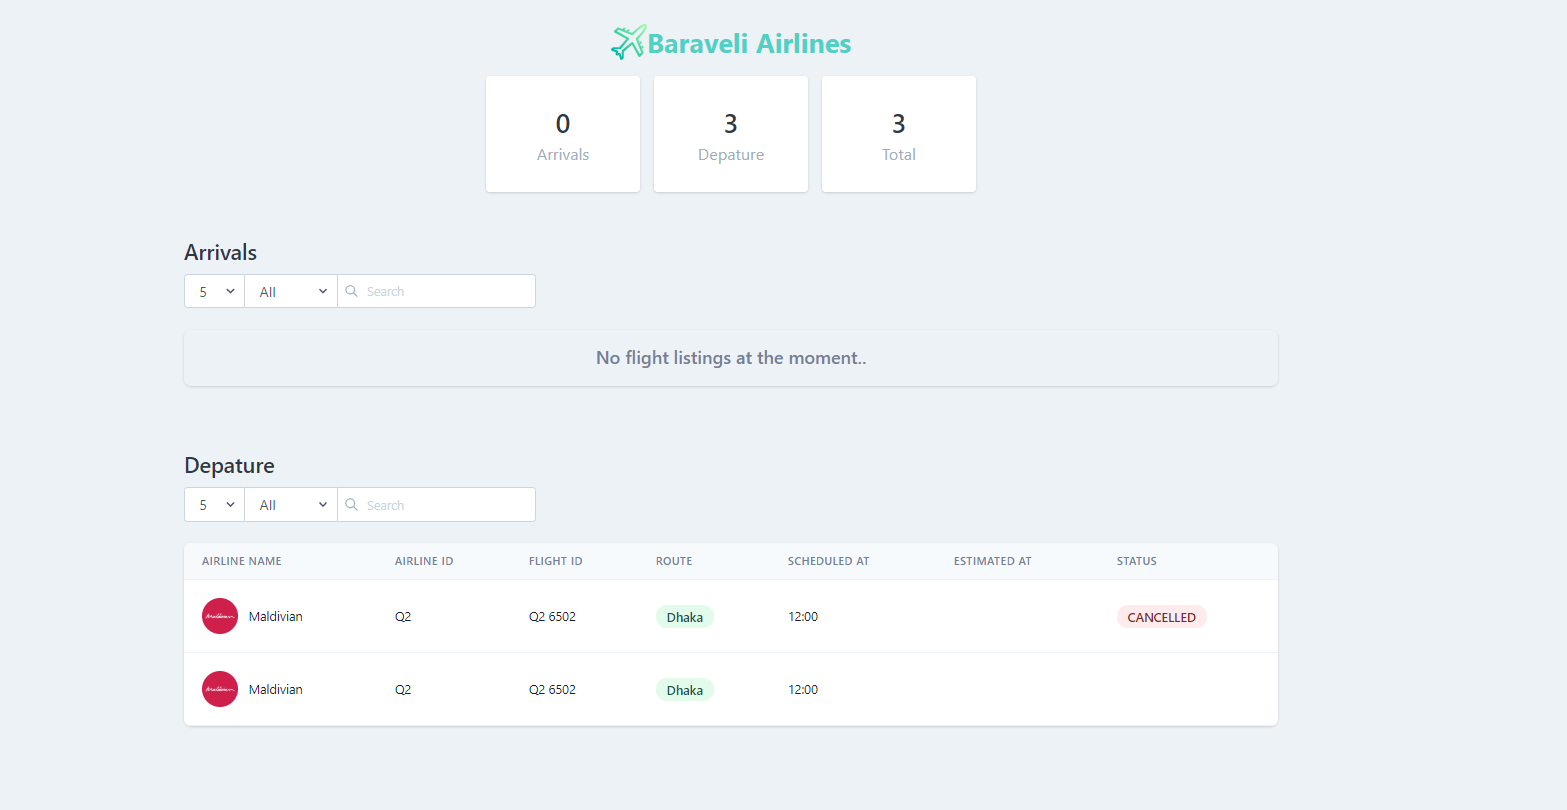 Baraveli Airlines
0 3 3
Arrivals Depature Total
Arrivals
5 All Search
No flight listings at the moment..
Depature
5 All Search
AIRLINE NAME AIRLINE ID FLIGHT ID ROUTE SCHEDULED AT ESTIMATED AT STATUS
Maldivian Maldivian Q2 Q2 6502 Dhaka 12:00 CANCELLED
Maldivian Maldivian Q2 Q2 6502 Dhaka 12:00